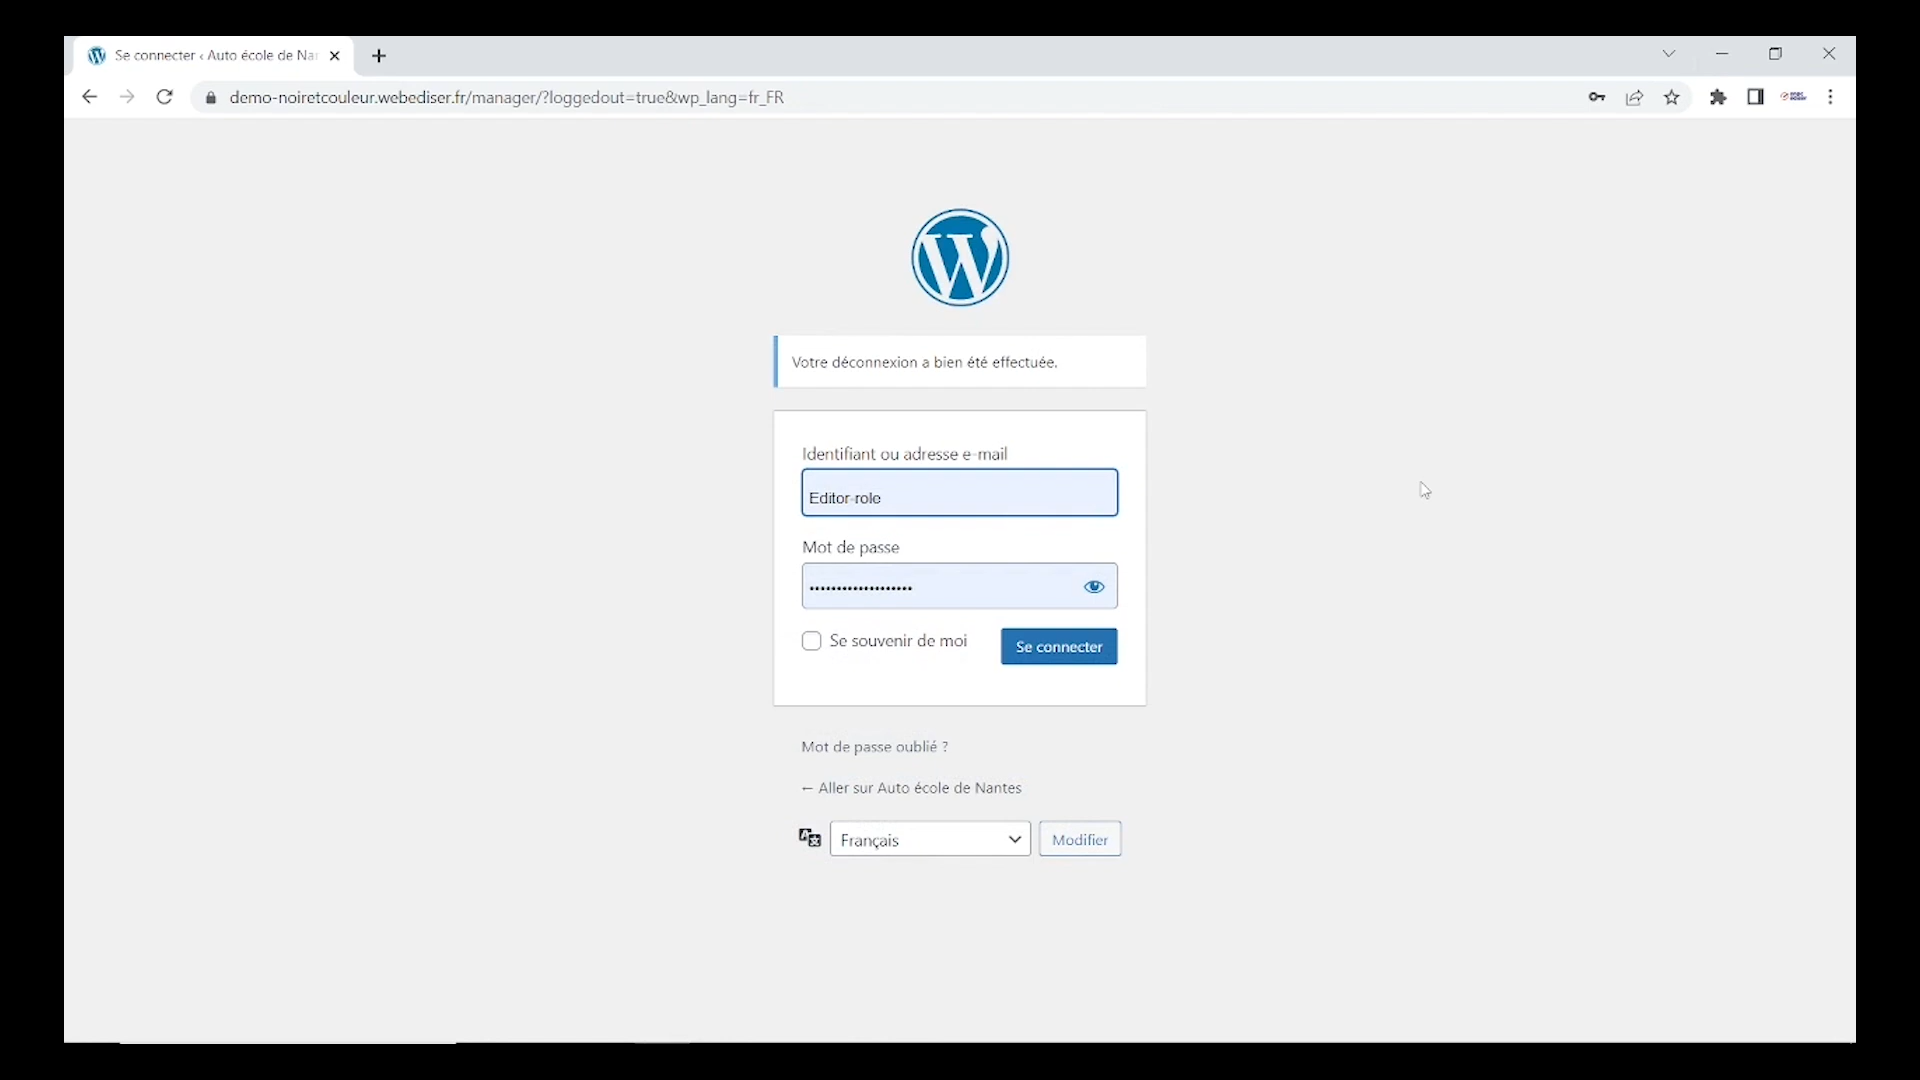 Se connecter ‹ Auto école de Nar
demo-noiretcouleur.webediser.fr/manager/?loggedout=true&wp_lang=fr_FR
Votre déconnexion a bien été effectuée.
Identifiant ou adresse e-mail
Editor-role
Mot de passe
•••••••••••••••••••
Se souvenir de moi
Se connecter
Mot de passe oublié ?
← Aller sur Auto école de Nantes
Français
Modifier